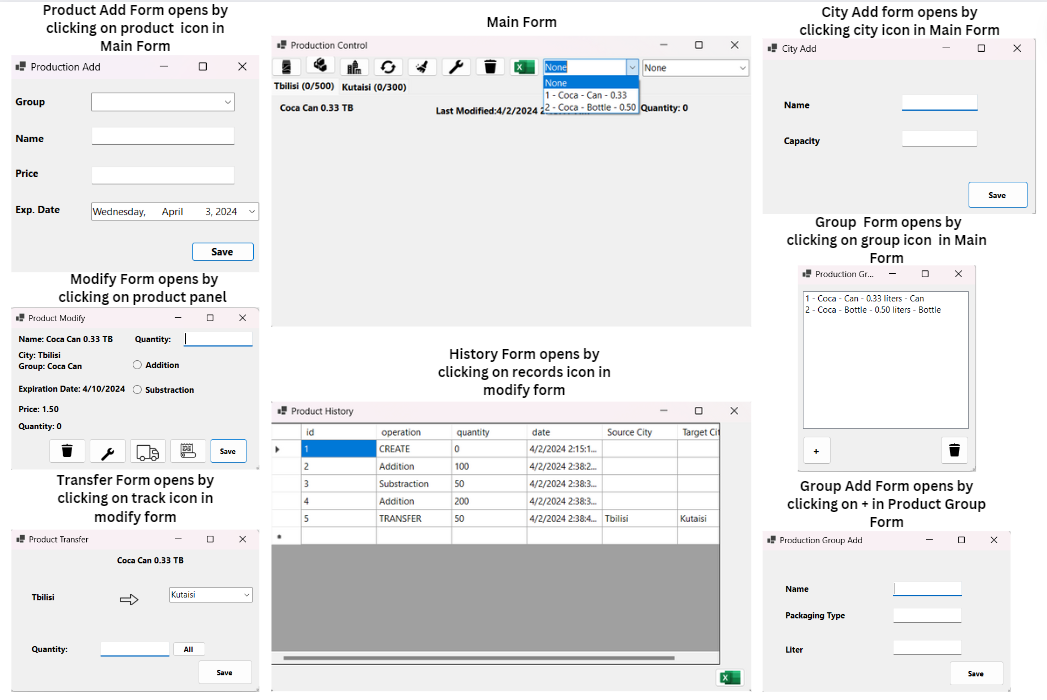 Product Add Form opens by
clicking on product icon in
Main Form
Production Add
Group
Name
Price
Exp. Date
Wednesday, April 3, 2024
Save
Modify Form opens by
clicking on product panel
Product Modify
Name: Coca Can 0.33 TB
Quantity:
City: Tbilisi
Group: Coca Can
Addition
Expiration Date: 4/10/2024
Substraction
Price: 1.50
Quantity: 0
Save
Transfer Form opens by
clicking on track icon in
modify form
Product Transfer
Coca Can 0.33 TB
Tbilisi
Kutaisi
Quantity:
All
Save
Main Form
Production Control
None
None
Tbilisi (0/500)
Kutaisi (0/300)
None
1 - Coca - Can - 0.33
2 - Coca - Bottle - 0.50
Coca Can 0.33 TB
Last Modified:4/2/2024
Quantity: 0
History Form opens by
clicking on records icon in
modify form
Product History
id operation quantity date Source City Target Cit
1 CREATE 0 4/2/2024 2:15:1...
2 Addition 100 4/2/2024 2:38:2...
3 Substraction 50 4/2/2024 2:38:3...
4 Addition 200 4/2/2024 2:38:3...
5 TRANSFER 50 4/2/2024 2:38:4... Tbilisi Kutaisi
City Add form opens by
clicking city icon in Main Form
City Add
Name
Capacity
Save
Group Form opens by
clicking on group icon in Main
Form
Production Gr...
1 - Coca - Can - 0.33 liters - Can
2 - Coca - Bottle - 0.50 liters - Bottle
+
Group Add Form opens by
clicking on + in Product Group
Form
Production Group Add
Name
Packaging Type
Liter
Save